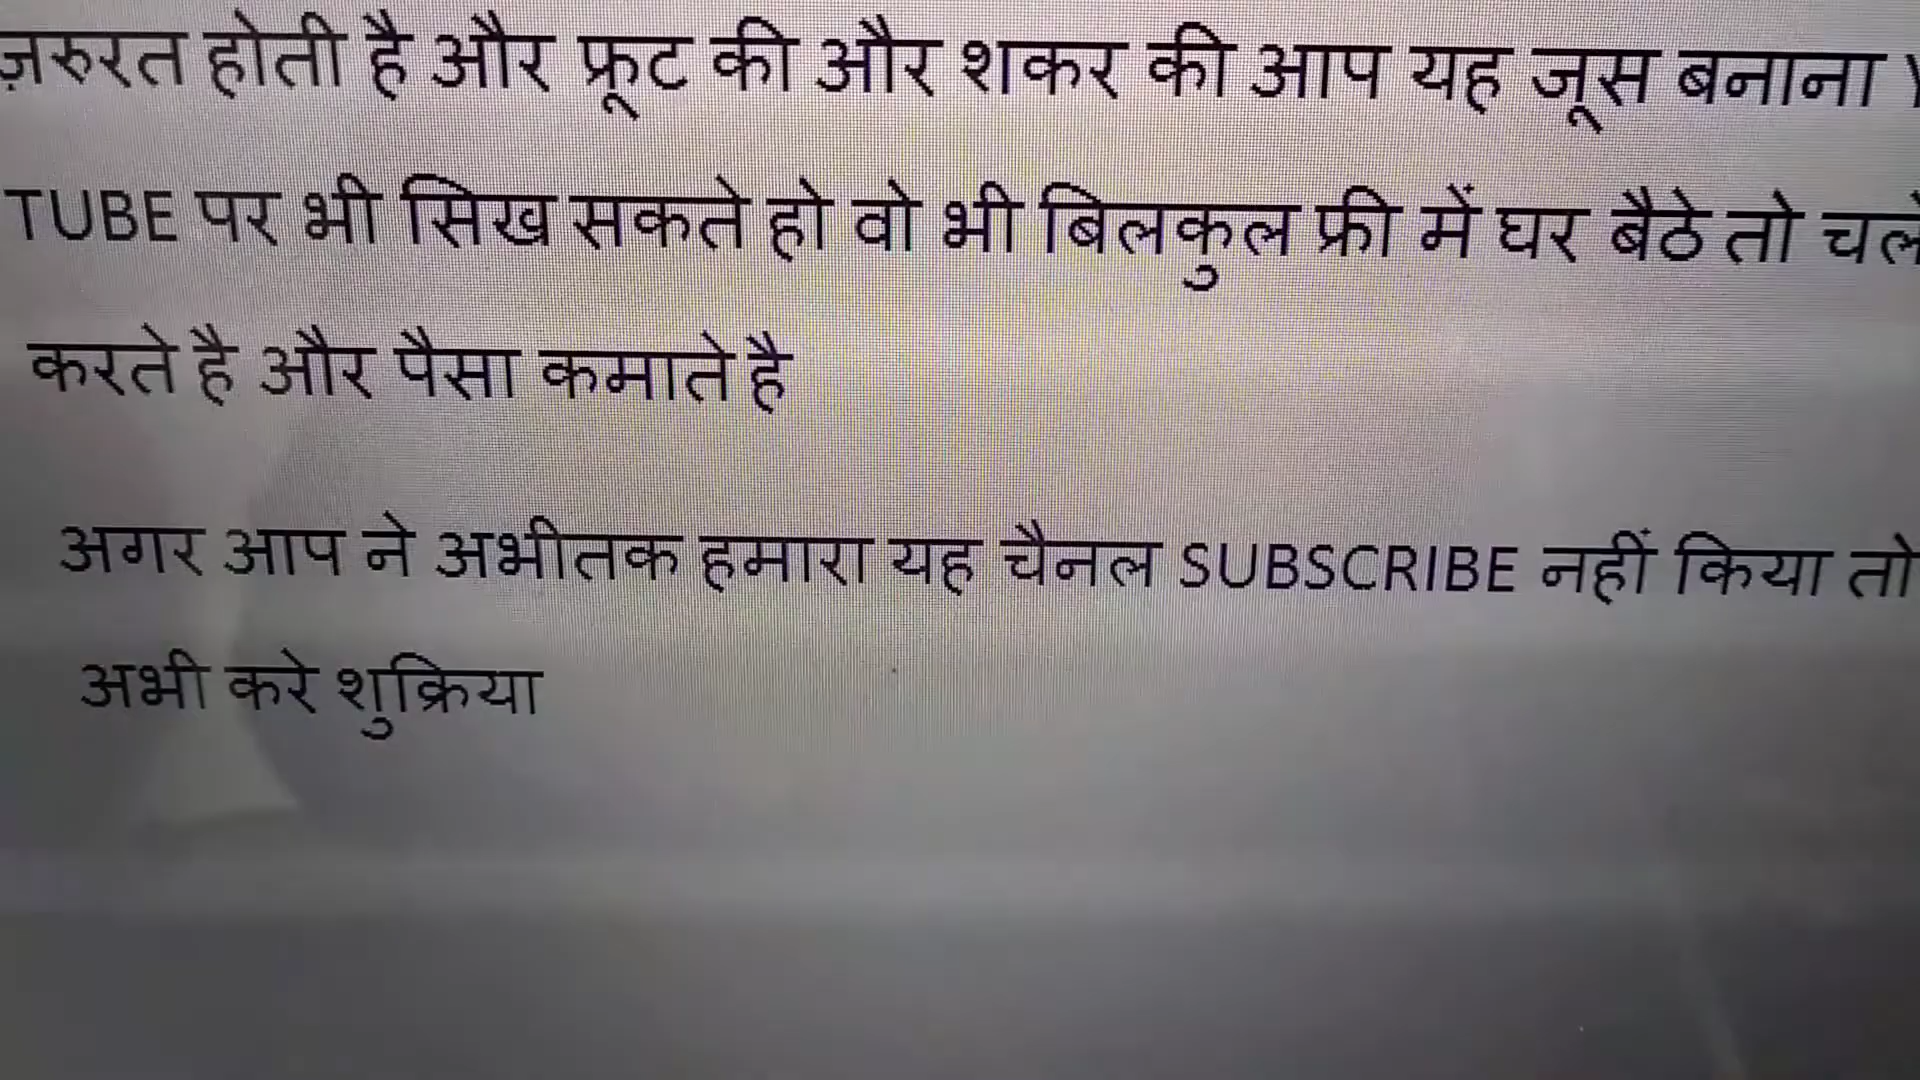 ज़रुरत होती है और फ्रूट की और शकर की आप यह जूस बनाना
TUBE पर भी सिख सकते हो वो भी बिलकुल फ्री में घर बैठे तो
करते है और पैसा कमाते है
अगर आप ने अभीतक हमारा यह चैनल SUBSCRIBE नहीं किया तो
अभी करे शुक्रिया